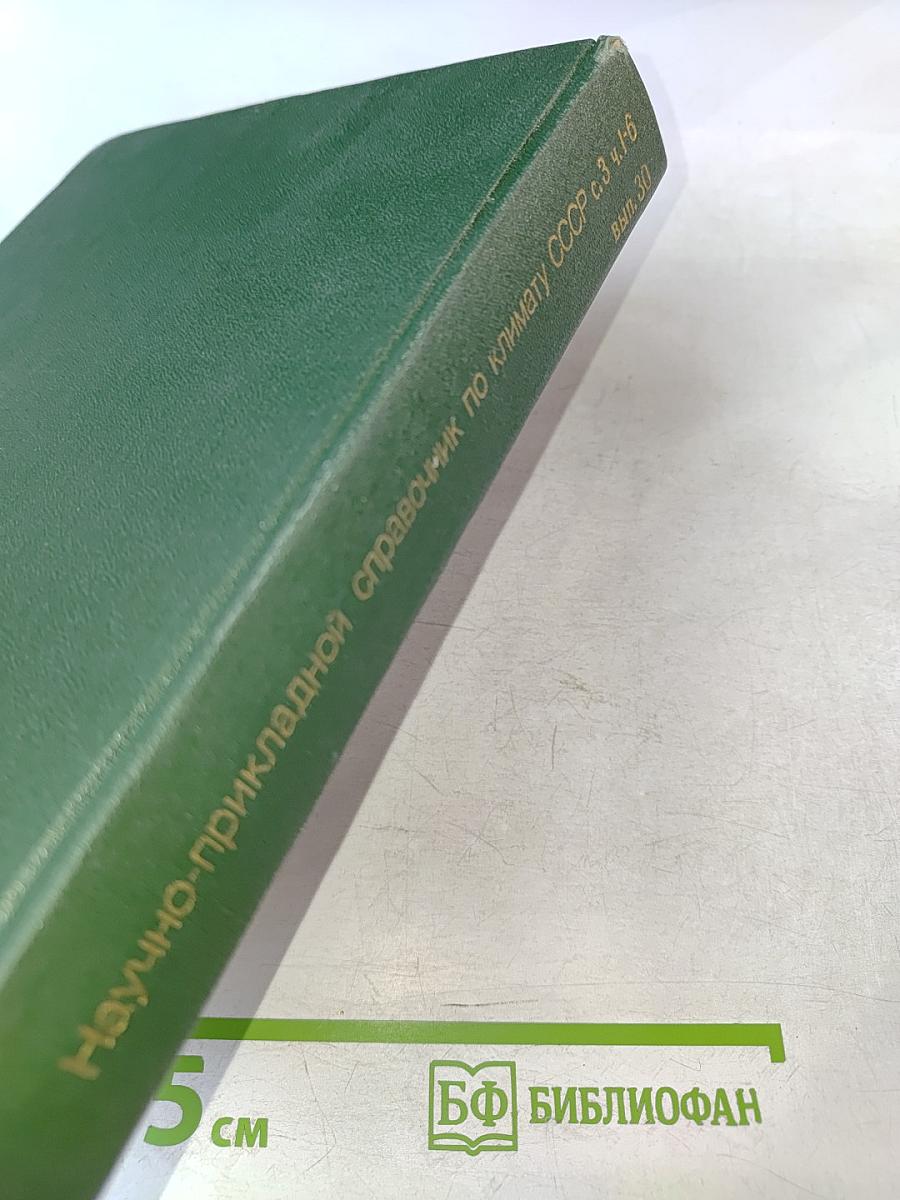 Научно-прикладной справочник по климату СССР с.3 ч.1-6
вып. 30
5 см
БФ БИБЛИОФАН